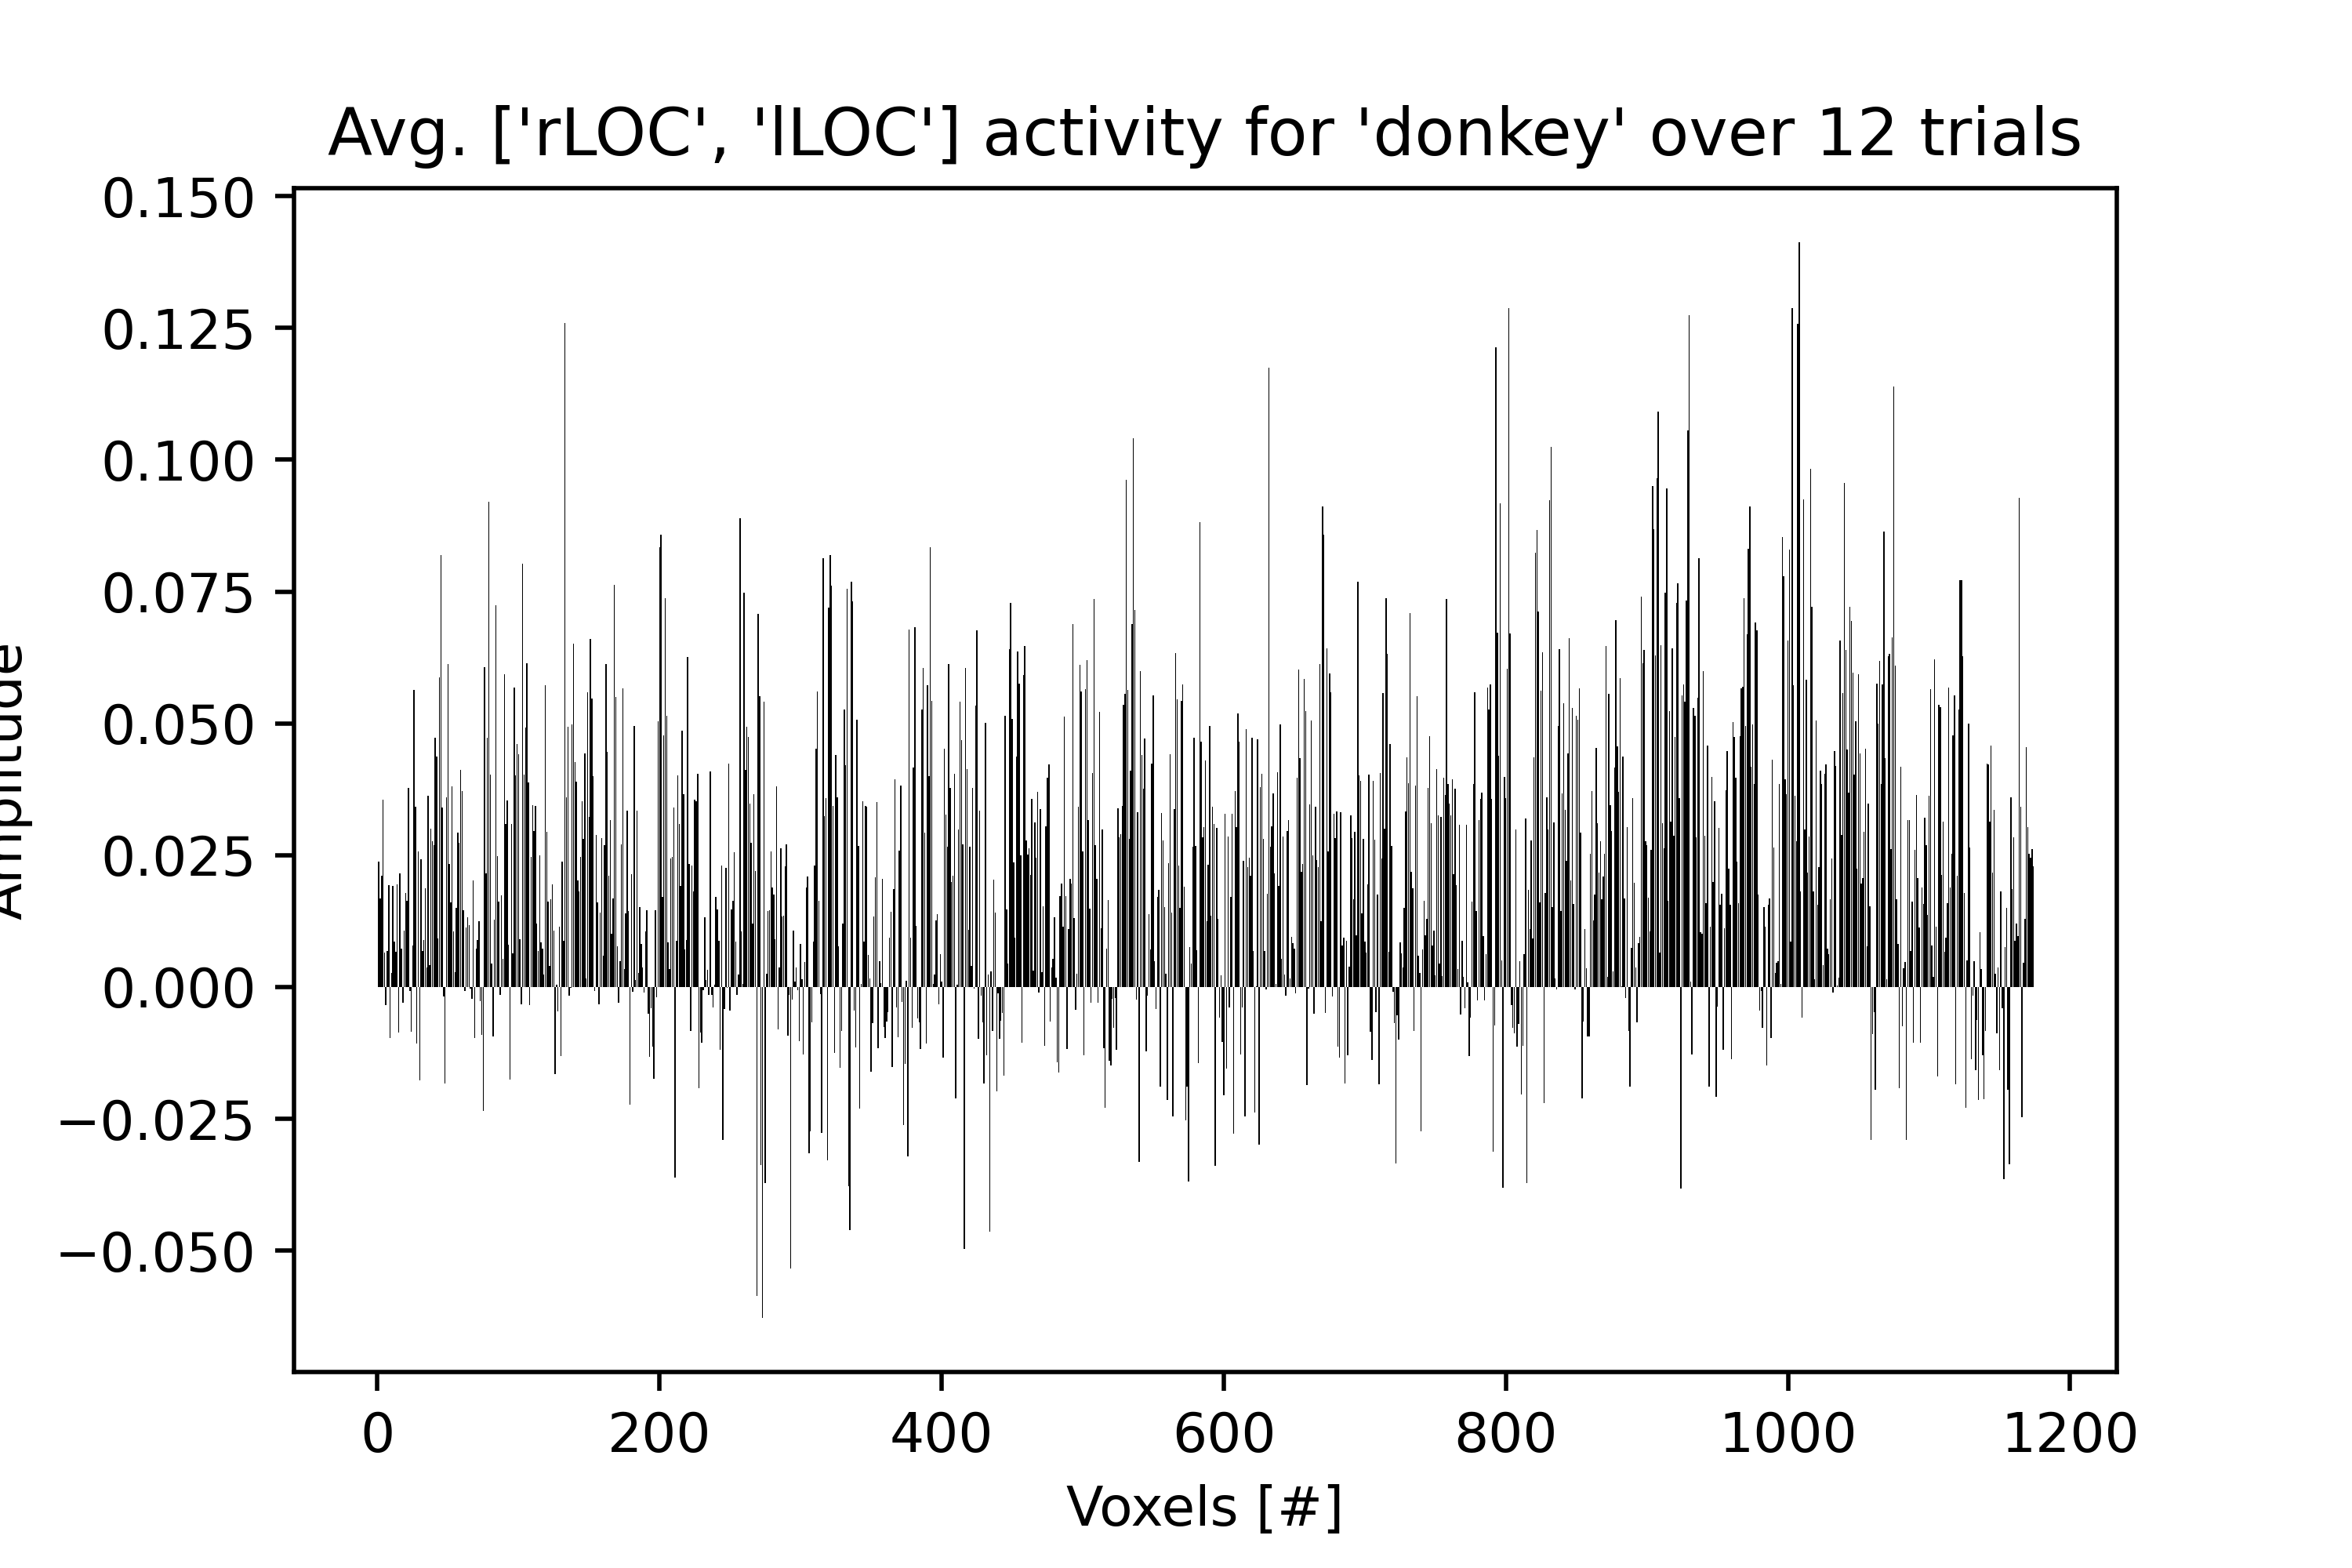 Avg. ['rLOC', 'lLOC'] activity for 'donkey' over 12 trials
0.150
0.125
0.100
0.075
0.050
0.025
0.000
−0.025
−0.050
Amplitude
0 200 400 600 800 1000 1200
Voxels [#]